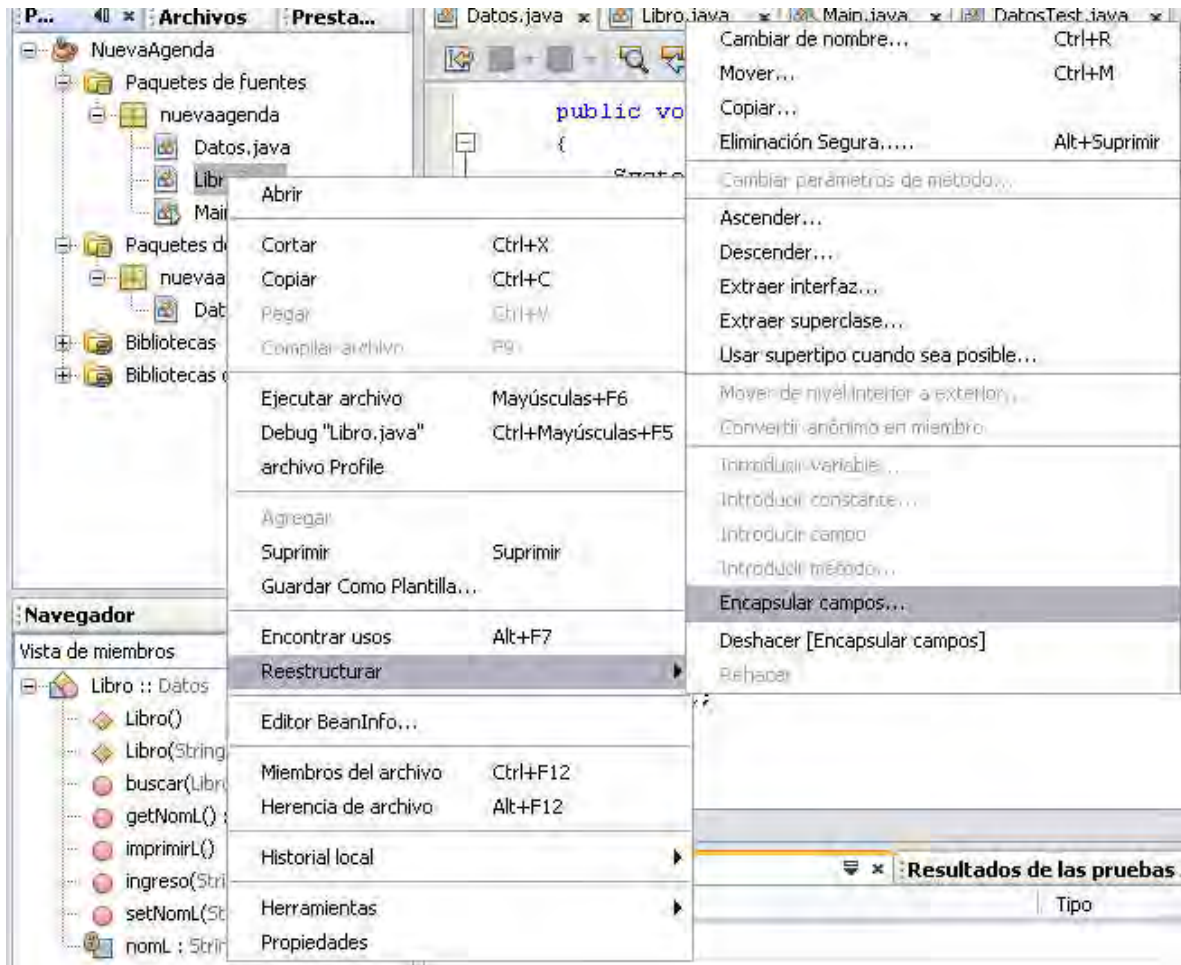 P...
Archivos
Presta...
NuevaAgenda
Paquetes de fuentes
nuevaagenda
Datos.java
Libr
Mai
Paquetes d
nuevaa
Dat
Bibliotecas
Bibliotecas
Navegador
Vista de miembros
Libro :: Datos
Libro()
Libro(String
buscar(Libr
getNomL() :
imprimirL()
ingreso(Stri
setNomL(St
nomL : Strin
Abrir
Cortar Ctrl+X
Copiar Ctrl+C
Pegar Ctrl+V
Compilar archivo F9
Ejecutar archivo Mayúsculas+F6
Debug "Libro.java" Ctrl+Mayúsculas+F5
archivo Profile
Agregar
Suprimir Suprimir
Guardar Como Plantilla...
Encontrar usos Alt+F7
Reestructurar
Editor BeanInfo...
Miembros del archivo Ctrl+F12
Herencia de archivo Alt+F12
Historial local
Herramientas
Propiedades
Datos.java
Libro.java
Main.java
DatosTest.java
public vo
{
Syste
Cambiar de nombre... Ctrl+R
Mover... Ctrl+M
Copiar...
Eliminación Segura..... Alt+Suprimir
Cambiar parámetros de método...
Ascender...
Descender...
Extraer interfaz...
Extraer superclase...
Usar supertipo cuando sea posible...
Mover de nivel interior a exterior...
Convertir anónimo en miembro
Introducir variable...
Introducir constante...
Introducir campo
Introducir método...
Encapsular campos...
Deshacer [Encapsular campos]
Rehacer
Resultados de las pruebas
Tipo